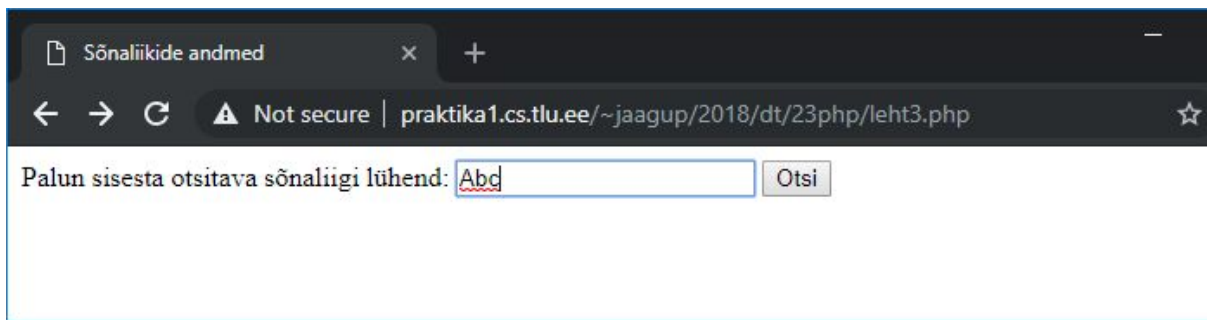 Sõnaliikide andmed
Not secure | praktika1.cs.tlu.ee/~jaagup/2018/dt/23php/leht3.php
Palun sisesta otsitava sõnaliigi lühend: Abc Otsi